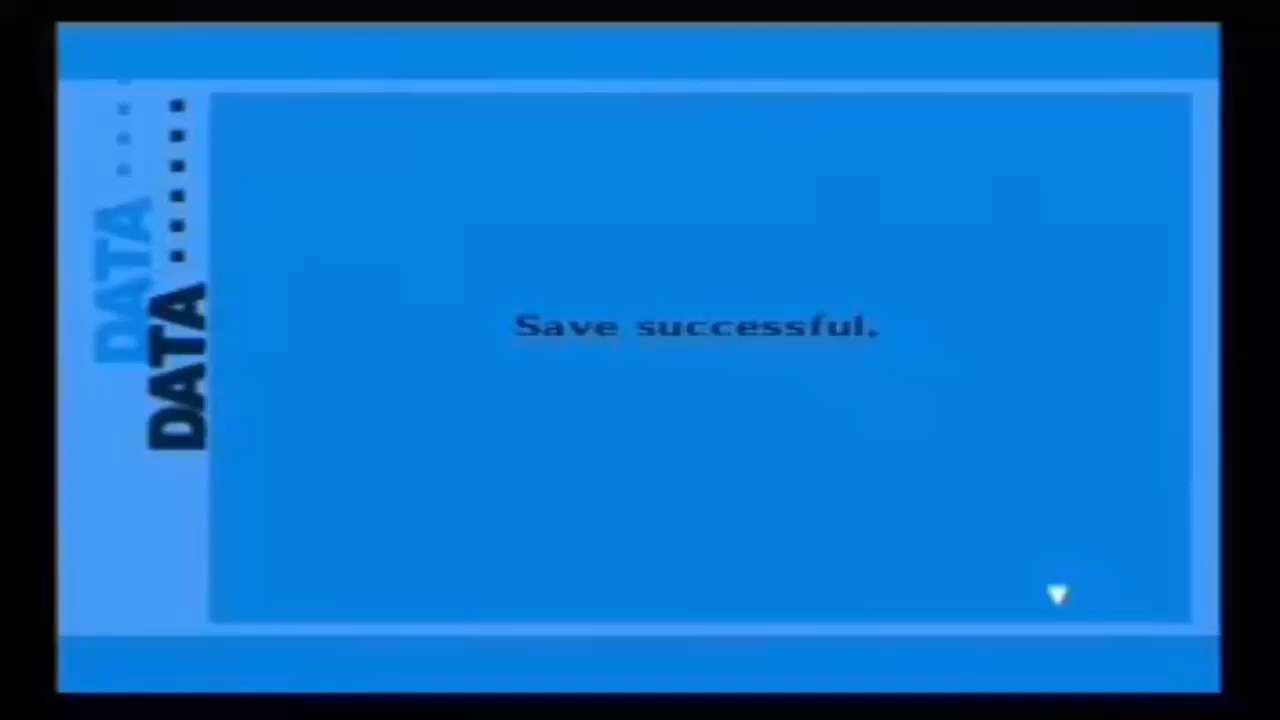 DATA ......
DATA ....
Save successful.